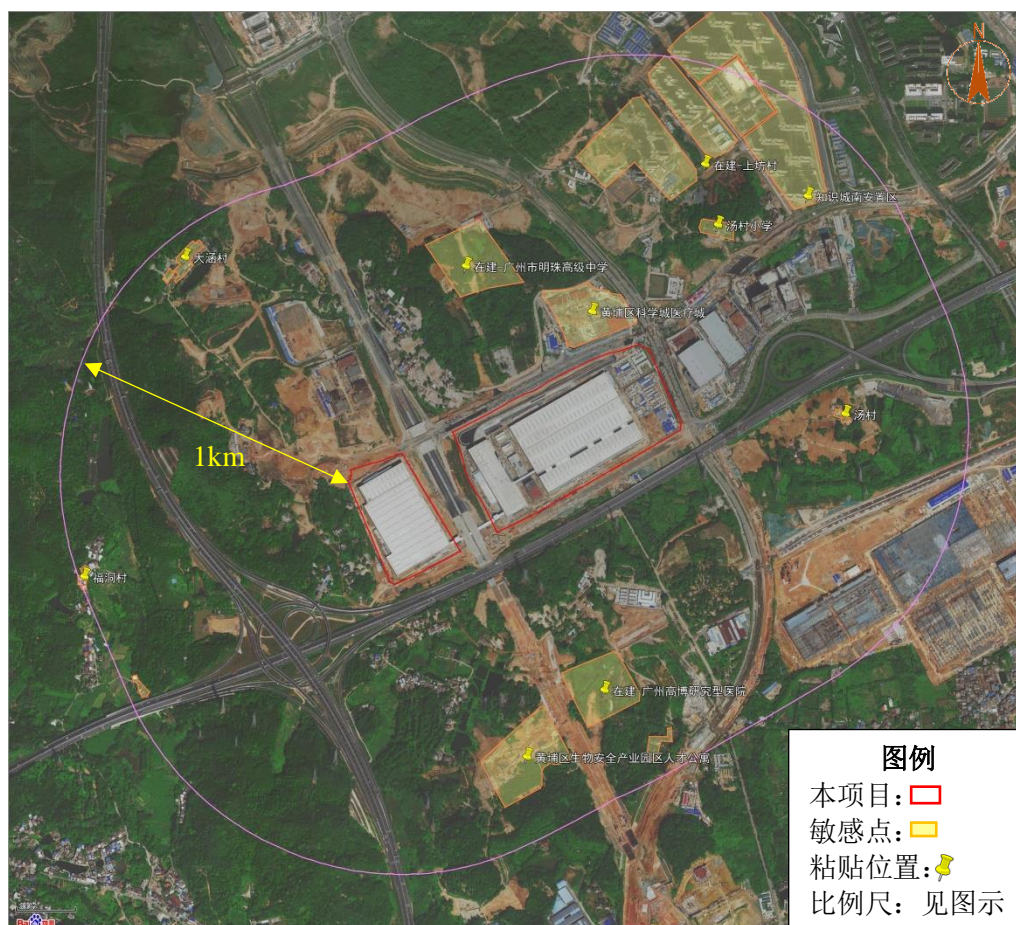 N
在建-上坊村
知识城南安置区
汤村小学
大涵村
在建-广州市明珠高级中学
黄埔区科学城医疗城
汤村
1km
福洞村
在建-广州高博研究型医院
黄埔区生物安全产业园区人才公寓
图例
本项目：
敏感点：
粘贴位置：
比例尺：见图示